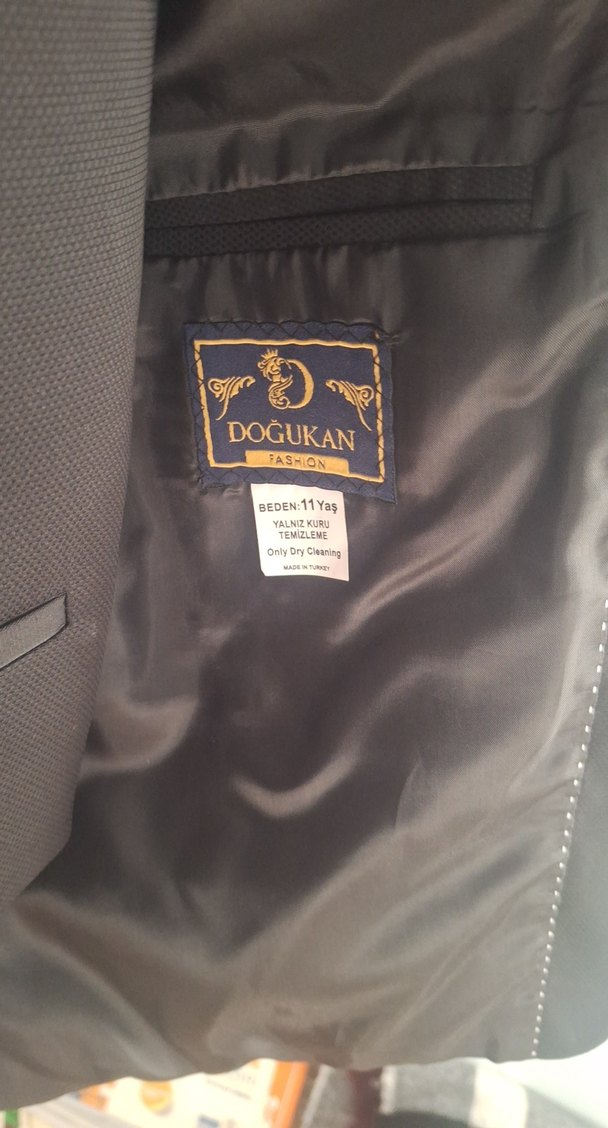 DOĞUKAN
FASHION
BEDEN:11 Yaş
YALNIZ KURU
TEMİZLEME
Only Dry Cleaning
MADE IN TURKEY